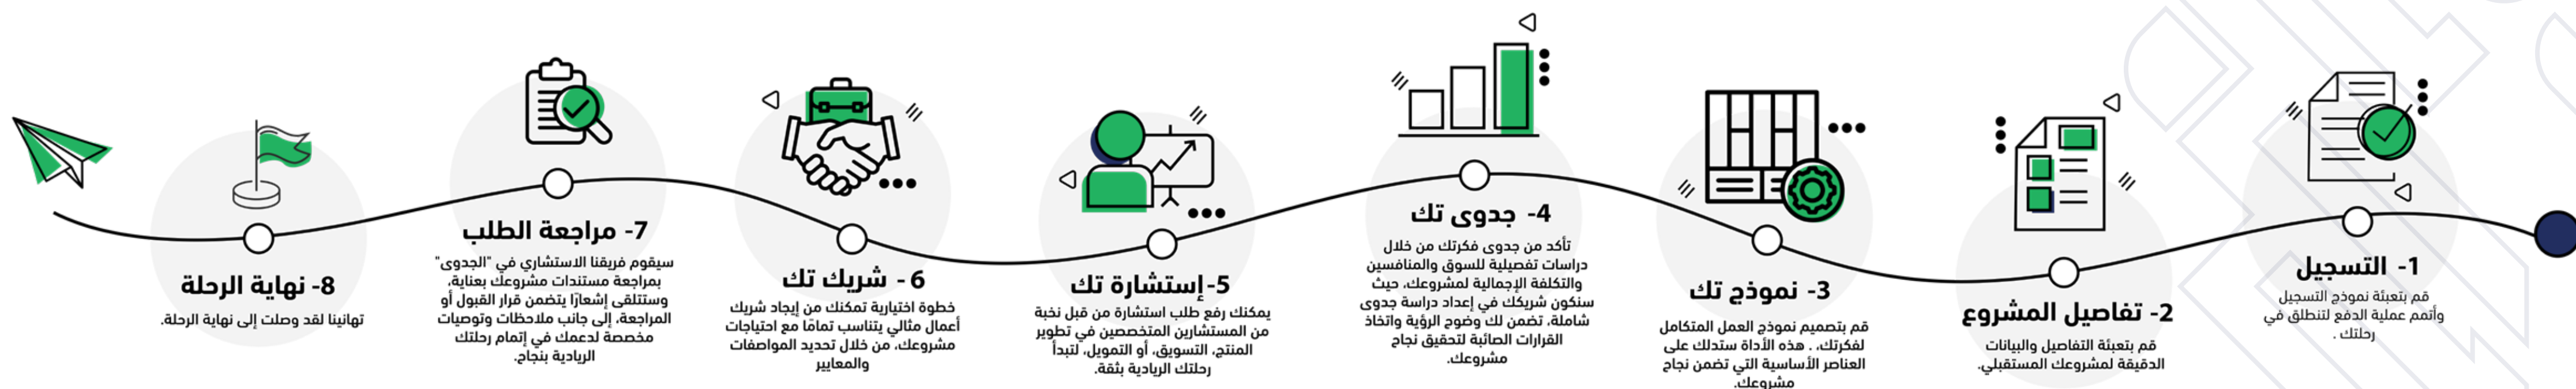 1- التسجيل
قم بتعبئة نموذج التسجيل
وأتمم عملية الدفع لتنطلق في
رحلتك .
2- تفاصيل المشروع
قم بتعبئة التفاصيل والبيانات
الدقيقة لمشروعك المستقبلي.
3- نموذج تك
قم بتصميم نموذج العمل المتكامل
لفكرتك، . هذه الأداة ستدلك على
العناصر الأساسية التي تضمن نجاح
مشروعك.
4- جدوى تك
تأكد من جدوى فكرتك من خلال
دراسات تفصيلية للسوق والمنافسين
والتكلفة الإجمالية لمشروعك، حيث
سنكون شريكك في إعداد دراسة جدوى
شاملة، تضمن لك وضوح الرؤية واتخاذ
القرارات الصائبة لتحقيق نجاح
مشروعك.
5-إستشارة تك
يمكنك رفع طلب استشارة من قبل نخبة
من المستشارين المتخصصين في تطوير
المنتج، التسويق، أو التمويل، لتبدأ
رحلتك الريادية بثقة.
6- شريك تك
خطوة اختيارية تمكنك من إيجاد شريك
أعمال مثالي يتناسب تمامًا مع احتياجات
مشروعك، من خلال تحديد المواصفات
والمعايير
7- مراجعة الطلب
سيقوم فريقنا الاستشاري في "الجدوى"
بمراجعة مستندات مشروعك بعناية،
وستتلقى إشعارًا يتضمن قرار القبول أو
المراجعة، إلى جانب ملاحظات وتوصيات
مخصصة لدعمك في إتمام رحلتك
الريادية بنجاح.
8- نهاية الرحلة
تهانينا لقد وصلت إلى نهاية الرحلة.